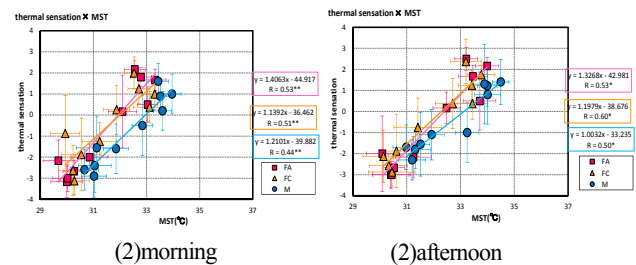 thermal sensation × MST
thermal sensation
4
3
2
1
0
-1
-2
-3
-4
29 31 33 35 37
MST(℃)
y = 1.4063x - 44.917
R = 0.53**
y = 1.1392x - 36.462
R = 0.51**
y = 1.2101x - 39.882
R = 0.44**
FA
FC
M
(2)morning
thermal sensation × MST
thermal sensation
4
3
2
1
0
-1
-2
-3
-4
29 31 33 35 37
MST(℃)
y = 1.3268x - 42.981
R = 0.53*
y = 1.1979x - 38.676
R = 0.60*
y = 1.0032x - 33.235
R = 0.50*
FA
FC
M
(2)afternoon